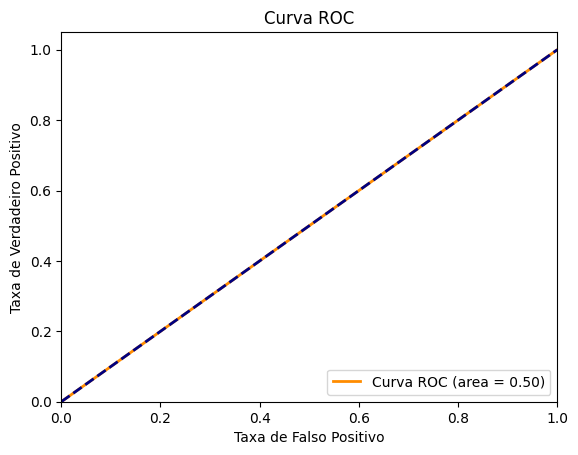 Curva ROC
Taxa de Verdadeiro Positivo
1.0
0.8
0.6
0.4
0.2
0.0
Curva ROC (area = 0.50)
0.0 0.2 0.4 0.6 0.8 1.0
Taxa de Falso Positivo